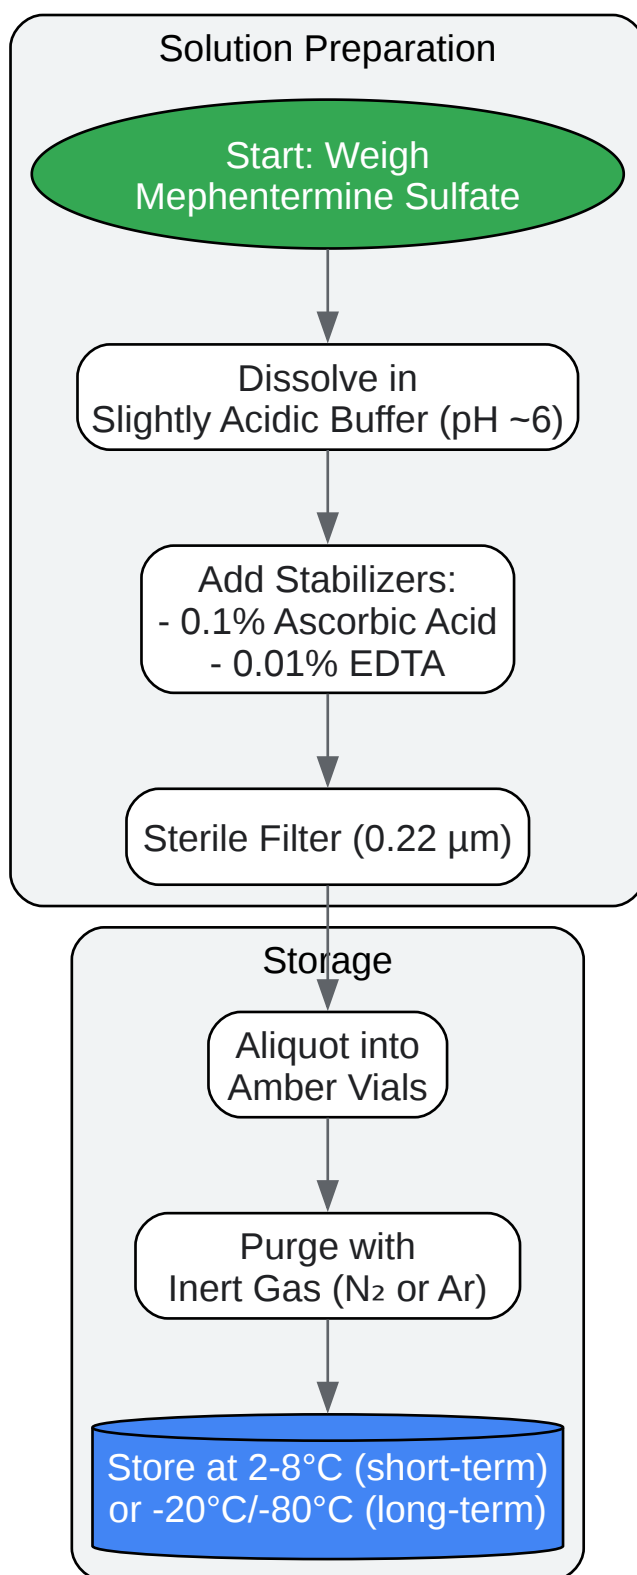 Solution Preparation
Start: Weigh
Mephentermine Sulfate
Dissolve in
Slightly Acidic Buffer (pH ~6)
Add Stabilizers:
- 0.1% Ascorbic Acid
- 0.01% EDTA
Sterile Filter (0.22 µm)
Storage
Aliquot into
Amber Vials
Purge with
Inert Gas (N₂ or Ar)
Store at 2-8°C (short-term)
or -20°C/-80°C (long-term)